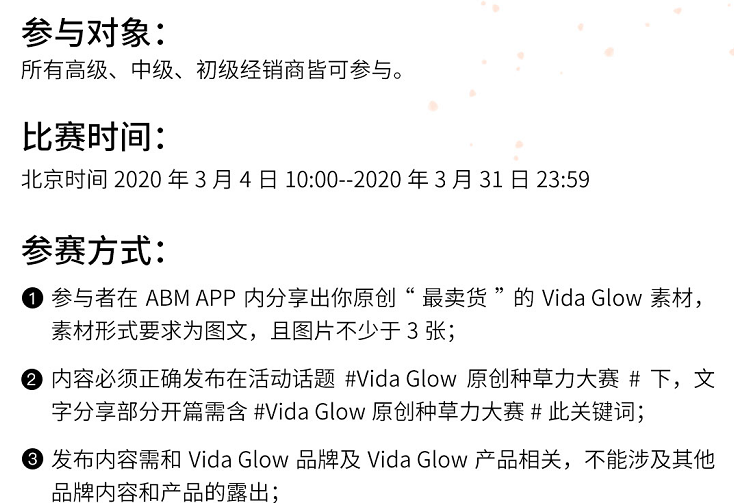 参与对象：
所有高级、中级、初级经销商皆可参与。
比赛时间：
北京时间 2020 年 3 月 4 日 10:00--2020 年 3 月 31 日 23:59
参赛方式：
❶ 参与者在 ABM APP 内分享出你原创“ 最卖货 ” 的 Vida Glow 素材，
素材形式要求为图文，且图片不少于 3 张；
❷ 内容必须正确发布在活动话题 #Vida Glow 原创种草力大赛 # 下，文
字分享部分开篇需含 #Vida Glow 原创种草力大赛 # 此关键词；
❸ 发布内容需和 Vida Glow 品牌及 Vida Glow 产品相关，不能涉及其他
品牌内容和产品的露出；